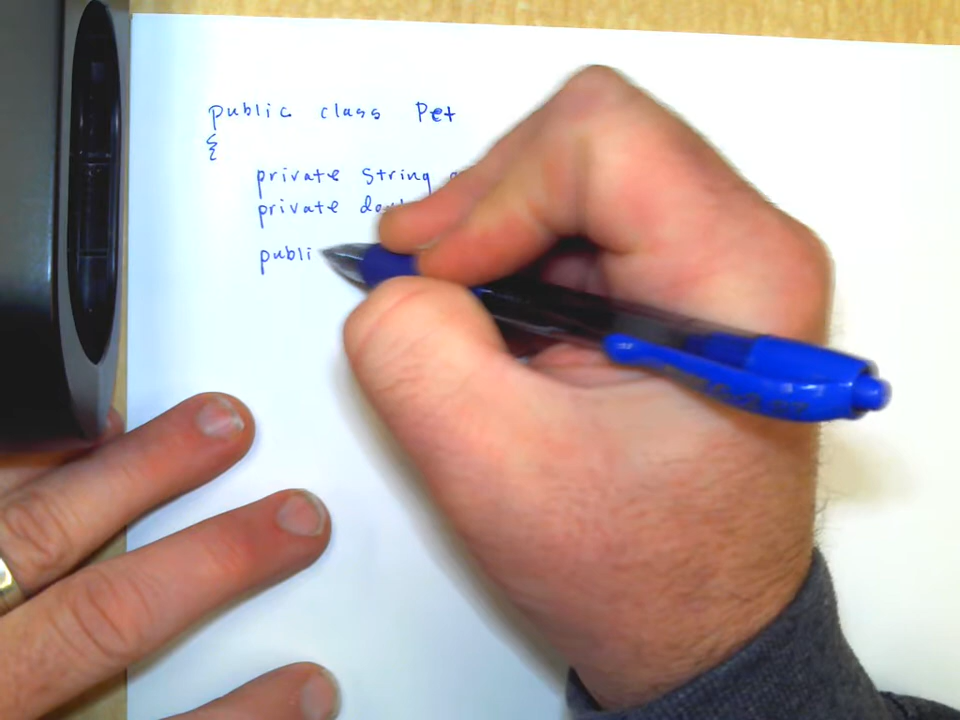 public class Pet
{
private String
private
publi